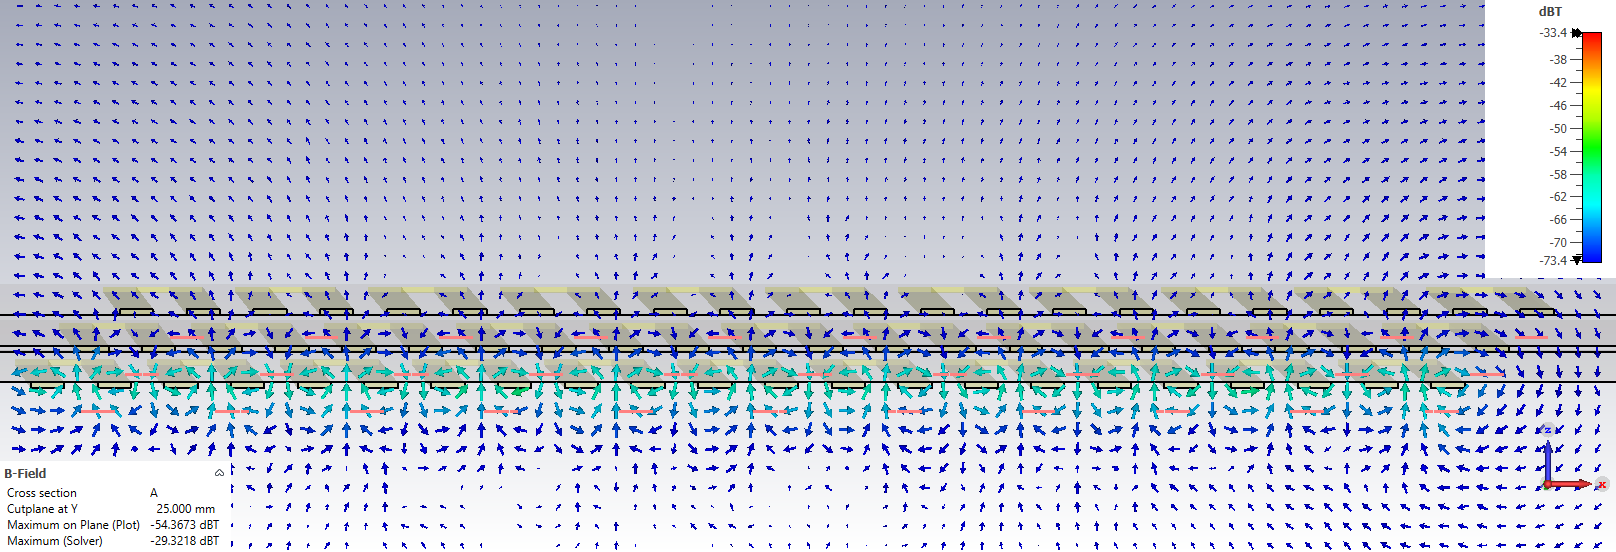 dBT
-33.4
-38
-42
-46
-50
-54
-58
-62
-66
-70
-73.4
z
x
B-Field
Cross section A
Cutplane at Y 25.000 mm
Maximum on Plane (Plot) -54.3673 dBT
Maximum (Solver) -29.3218 dBT